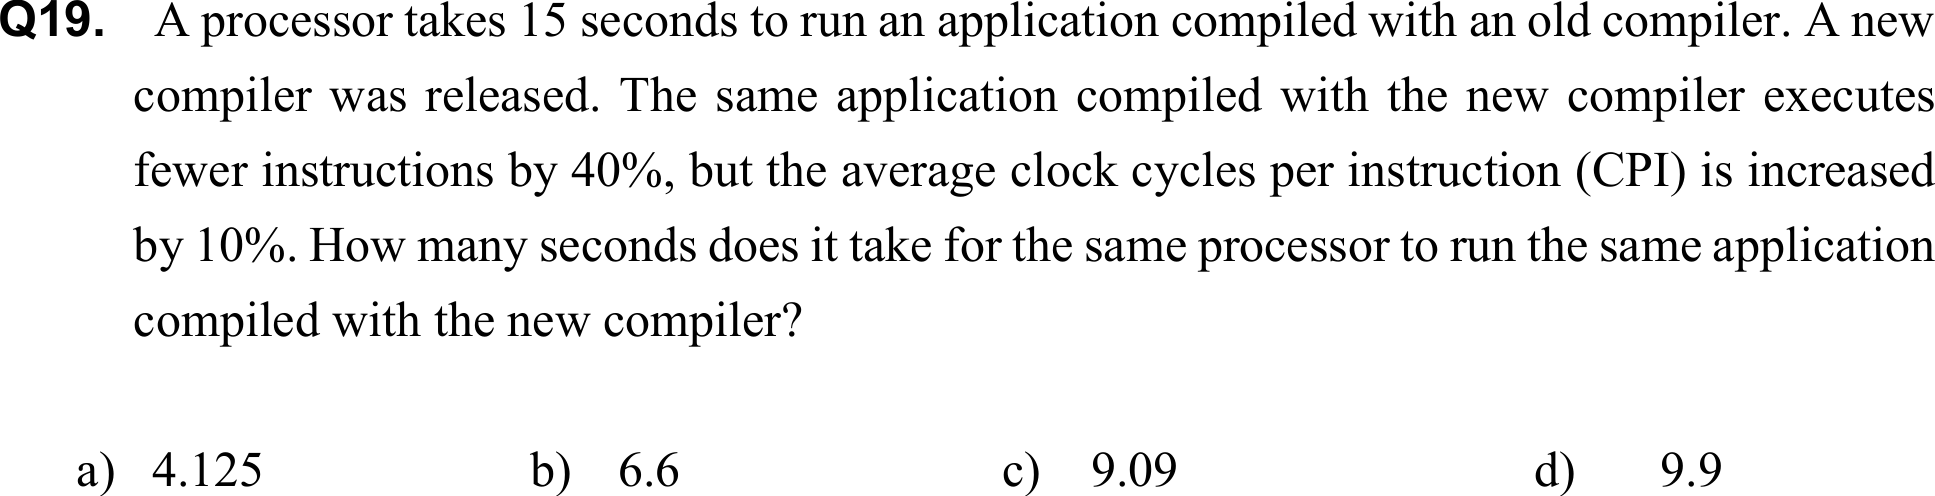 Q19. A processor takes 15 seconds to run an application compiled with an old compiler. A new
compiler was released. The same application compiled with the new compiler executes
fewer instructions by 40%, but the average clock cycles per instruction (CPI) is increased
by 10%. How many seconds does it take for the same processor to run the same application
compiled with the new compiler?
a) 4.125 b) 6.6 c) 9.09 d) 9.9